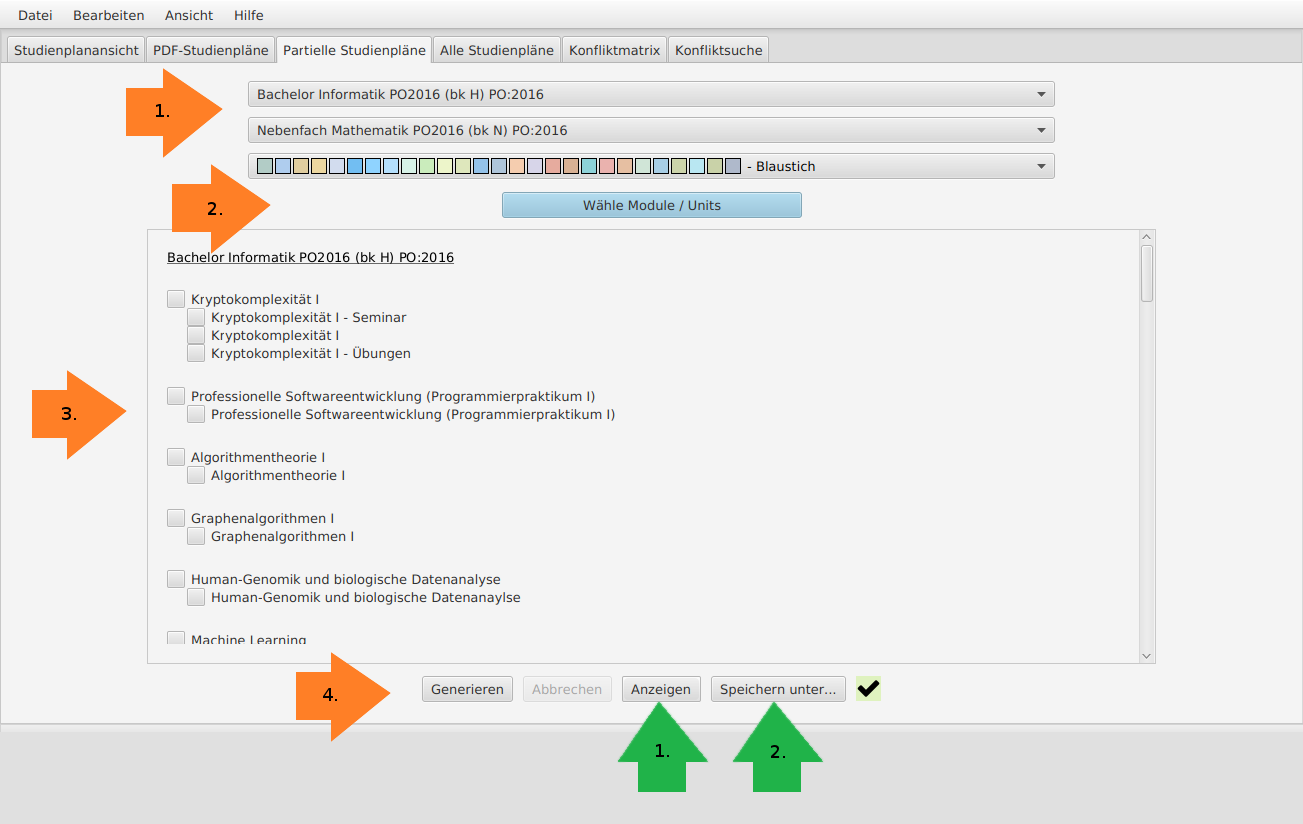 Datei Bearbeiten Ansicht Hilfe
Studienplanansicht PDF-Studienpläne Partielle Studienpläne Alle Studienpläne Konfliktmatrix Konfliktsuche
1. Bachelor Informatik PO2016 (bk H) PO:2016
Nebenfach Mathematik PO2016 (bk N) PO:2016
- Blaustich
2. Wähle Module / Units
Bachelor Informatik PO2016 (bk H) PO:2016
Kryptokomplexität I
Kryptokomplexität I - Seminar
Kryptokomplexität I
Kryptokomplexität I - Übungen
Professionelle Softwareentwicklung (Programmierpraktikum I)
3. Professionelle Softwareentwicklung (Programmierpraktikum I)
Algorithmentheorie I
Algorithmentheorie I
Graphenalgorithmen I
Graphenalgorithmen I
Human-Genomik und biologische Datenanalyse
Human-Genomik und biologische Datenanaylse
Machine Learning
4. Generieren Abbrechen Anzeigen Speichern unter...
1. 2.